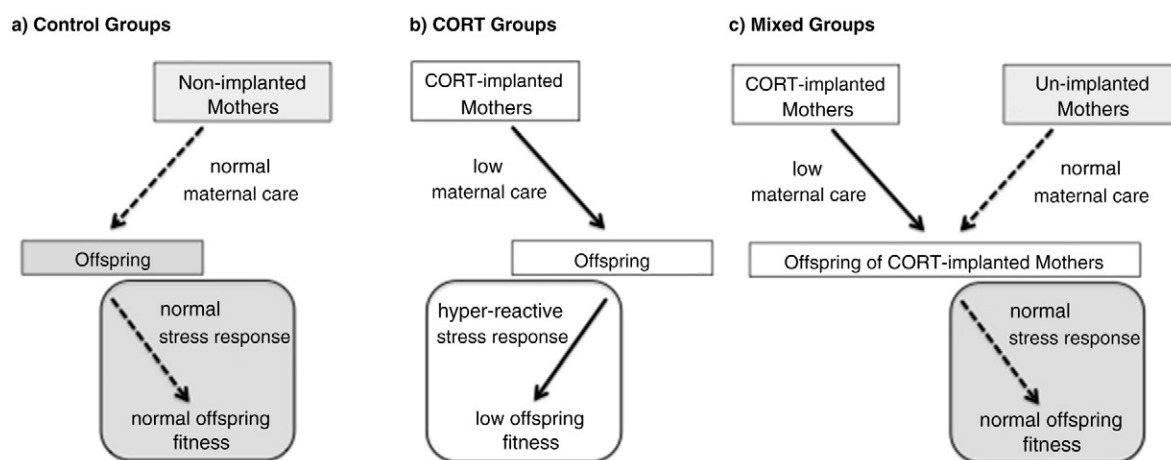 a) Control Groups
Non-implanted
Mothers
normal
maternal care
Offspring
normal
stress response
normal offspring
fitness
b) CORT Groups
CORT-implanted
Mothers
low
maternal care
Offspring
hyper-reactive
stress response
low offspring
fitness
c) Mixed Groups
CORT-implanted
Mothers
Un-implanted
Mothers
low
maternal care
normal
maternal care
Offspring of CORT-implanted Mothers
normal
stress response
normal offspring
fitness